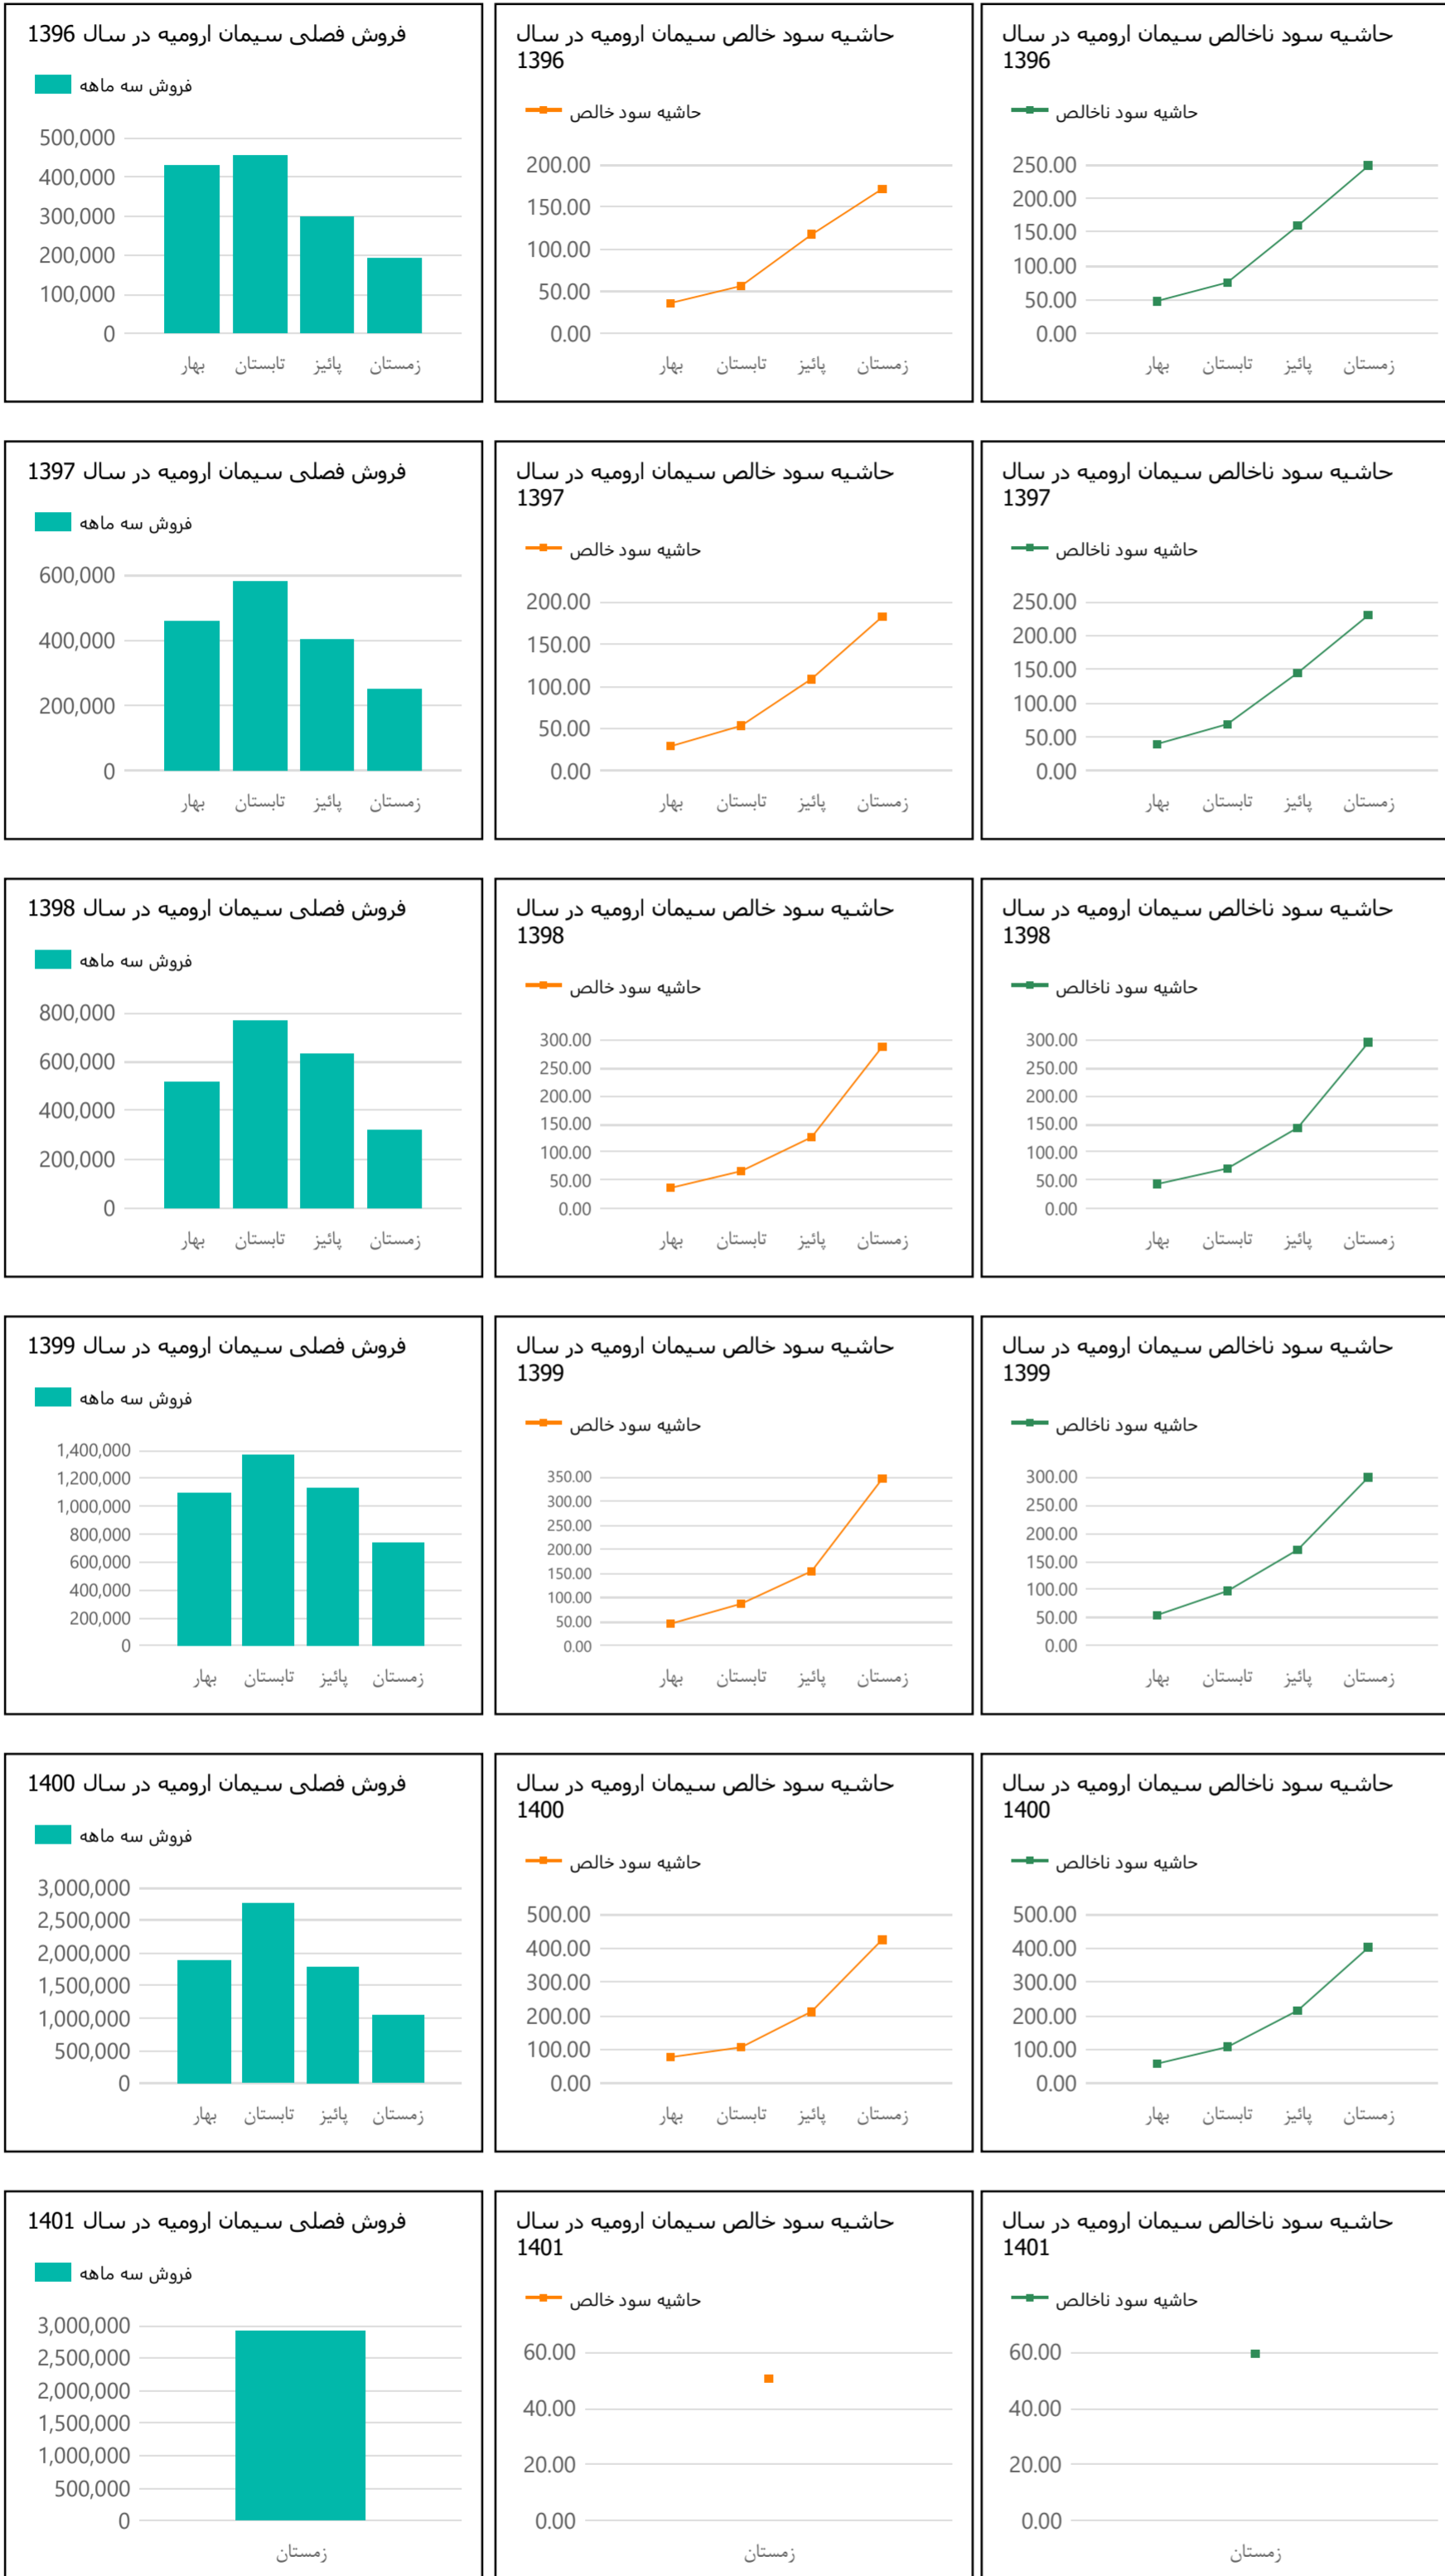 فروش فصلی سیمان ارومیه در سال 1396
فروش سه ماهه
500,000
400,000
300,000
200,000
100,000
0
بهار تابستان پائیز زمستان
حاشیه سود خالص سیمان ارومیه در سال
1396
حاشیه سود خالص
200.00
150.00
100.00
50.00
0.00
بهار تابستان پائیز زمستان
حاشیه سود ناخالص سیمان ارومیه در سال
1396
حاشیه سود ناخالص
250.00
200.00
150.00
100.00
50.00
0.00
بهار تابستان پائیز زمستان
فروش فصلی سیمان ارومیه در سال 1397
فروش سه ماهه
600,000
400,000
200,000
0
بهار تابستان پائیز زمستان
حاشیه سود خالص سیمان ارومیه در سال
1397
حاشیه سود خالص
200.00
150.00
100.00
50.00
0.00
بهار تابستان پائیز زمستان
حاشیه سود ناخالص سیمان ارومیه در سال
1397
حاشیه سود ناخالص
250.00
200.00
150.00
100.00
50.00
0.00
بهار تابستان پائیز زمستان
فروش فصلی سیمان ارومیه در سال 1398
فروش سه ماهه
800,000
600,000
400,000
200,000
0
بهار تابستان پائیز زمستان
حاشیه سود خالص سیمان ارومیه در سال
1398
حاشیه سود خالص
300.00
250.00
200.00
150.00
100.00
50.00
0.00
بهار تابستان پائیز زمستان
حاشیه سود ناخالص سیمان ارومیه در سال
1398
حاشیه سود ناخالص
300.00
250.00
200.00
150.00
100.00
50.00
0.00
بهار تابستان پائیز زمستان
فروش فصلی سیمان ارومیه در سال 1399
فروش سه ماهه
1,400,000
1,200,000
1,000,000
800,000
600,000
400,000
200,000
0
بهار تابستان پائیز زمستان
حاشیه سود خالص سیمان ارومیه در سال
1399
حاشیه سود خالص
350.00
300.00
250.00
200.00
150.00
100.00
50.00
0.00
بهار تابستان پائیز زمستان
حاشیه سود ناخالص سیمان ارومیه در سال
1399
حاشیه سود ناخالص
300.00
250.00
200.00
150.00
100.00
50.00
0.00
بهار تابستان پائیز زمستان
فروش فصلی سیمان ارومیه در سال 1400
فروش سه ماهه
3,000,000
2,500,000
2,000,000
1,500,000
1,000,000
500,000
0
بهار تابستان پائیز زمستان
حاشیه سود خالص سیمان ارومیه در سال
1400
حاشیه سود خالص
500.00
400.00
300.00
200.00
100.00
0.00
بهار تابستان پائیز زمستان
حاشیه سود ناخالص سیمان ارومیه در سال
1400
حاشیه سود ناخالص
500.00
400.00
300.00
200.00
100.00
0.00
بهار تابستان پائیز زمستان
فروش فصلی سیمان ارومیه در سال 1401
فروش سه ماهه
3,000,000
2,500,000
2,000,000
1,500,000
1,000,000
500,000
0
زمستان
حاشیه سود خالص سیمان ارومیه در سال
1401
حاشیه سود خالص
60.00
40.00
20.00
0.00
زمستان
حاشیه سود ناخالص سیمان ارومیه در سال
1401
حاشیه سود ناخالص
60.00
40.00
20.00
0.00
زمستان